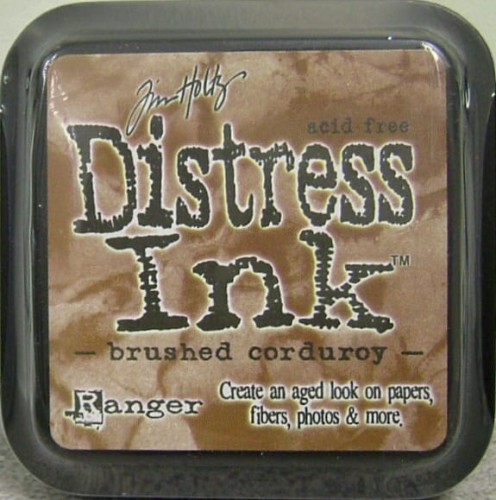 Tim Holtz
acid free
Distress
Ink™
— brushed corduroy —
Ranger
Create an aged look on papers,
fibers, photos & more.